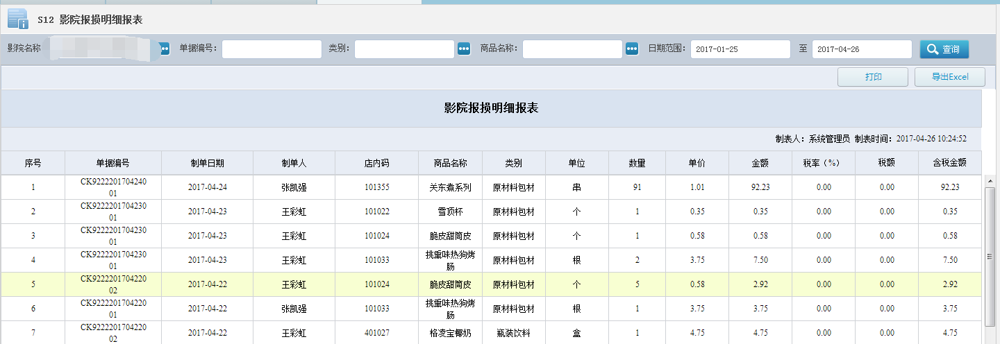 S12 影院报损明细报表
影院名称 单据编号： 类别： 商品名称： 日期范围： 2017-01-25 至 2017-04-26 查询
打印 导出Excel
影院报损明细报表
制表人：系统管理员 制表时间：2017-04-26 10:24:52
序号 单据编号 制单日期 制单人 店内码 商品名称 类别 单位 数量 单价 金额 税率（%） 税额 含税金额
1 CK922220170424001 2017-04-24 张凯强 101355 关东煮系列 原材料包材 串 91 1.01 92.23 0.00 0.00 92.23
2 CK922220170423001 2017-04-23 王彩虹 101022 雪顶杯 原材料包材 个 1 0.35 0.35 0.00 0.00 0.35
3 CK922220170423001 2017-04-23 王彩虹 101024 脆皮甜筒皮 原材料包材 个 1 0.58 0.58 0.00 0.00 0.58
4 CK922220170423001 2017-04-23 王彩虹 101033 挑重味热狗烤肠 原材料包材 根 2 3.75 7.50 0.00 0.00 7.50
5 CK922220170422002 2017-04-22 王彩虹 101024 脆皮甜筒皮 原材料包材 个 5 0.58 2.92 0.00 0.00 2.92
6 CK922220170422001 2017-04-22 张凯强 101033 挑重味热狗烤肠 原材料包材 根 1 3.75 3.75 0.00 0.00 3.75
7 CK922220170422002 2017-04-22 王彩虹 401027 格凌宝椰奶 瓶装饮料 盒 1 4.75 4.75 0.00 0.00 4.75